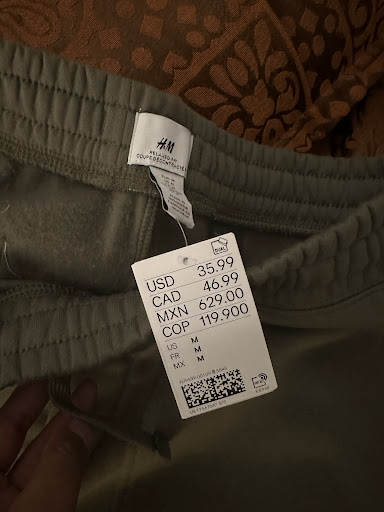 H&M
RELAXED FIT
COUPE DÉCONTRACTÉE
DUAL
USD 35.99
CAD 46.99
MXN 629.00
COP 119.900
US M
FR M
MX M